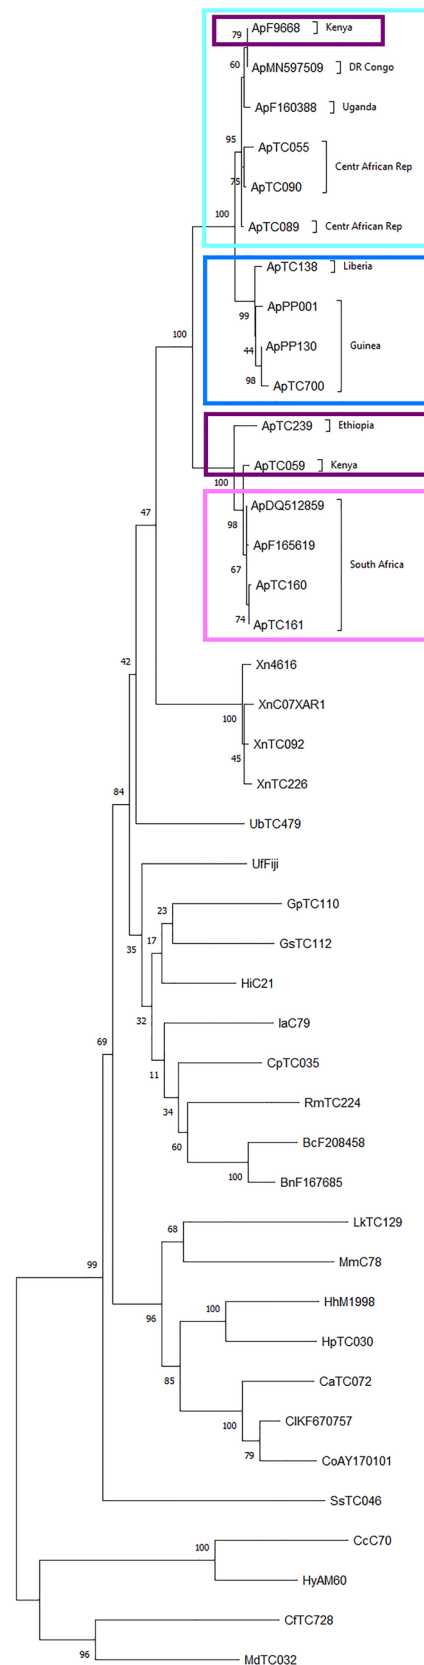 79 ApF9668 Kenya
60 ApMN597509 DR Congo
ApF160388 Uganda
95 ApTC055
Centr African Rep
75 ApTC090
100 ApTC089 Centr African Rep
ApTC138 Liberia
99 ApPP001
100 44 ApPP130 Guinea
98 ApTC700
ApTC239 Ethiopia
ApTC059 Kenya
100
ApDQ512859
47 98 ApF165619
67 South Africa
ApTC160
74 ApTC161
42 Xn4616
100 XnC07XAR1
XnTC092
45
XnTC226
84
UbTC479
UfFiji
23 GpTC110
35 17 GsTC112
HiC21
32 IaC79
69
11 CpTC035
34 RmTC224
60 BcF208458
100 BnF167685
68 LkTC129
99 MmC78
96 100 HhM1998
HpTC030
85 CaTC072
100 ClKF670757
79 CoAY170101
SsTC046
100 CcC70
HyAM60
CfTC728
96 MdTC032